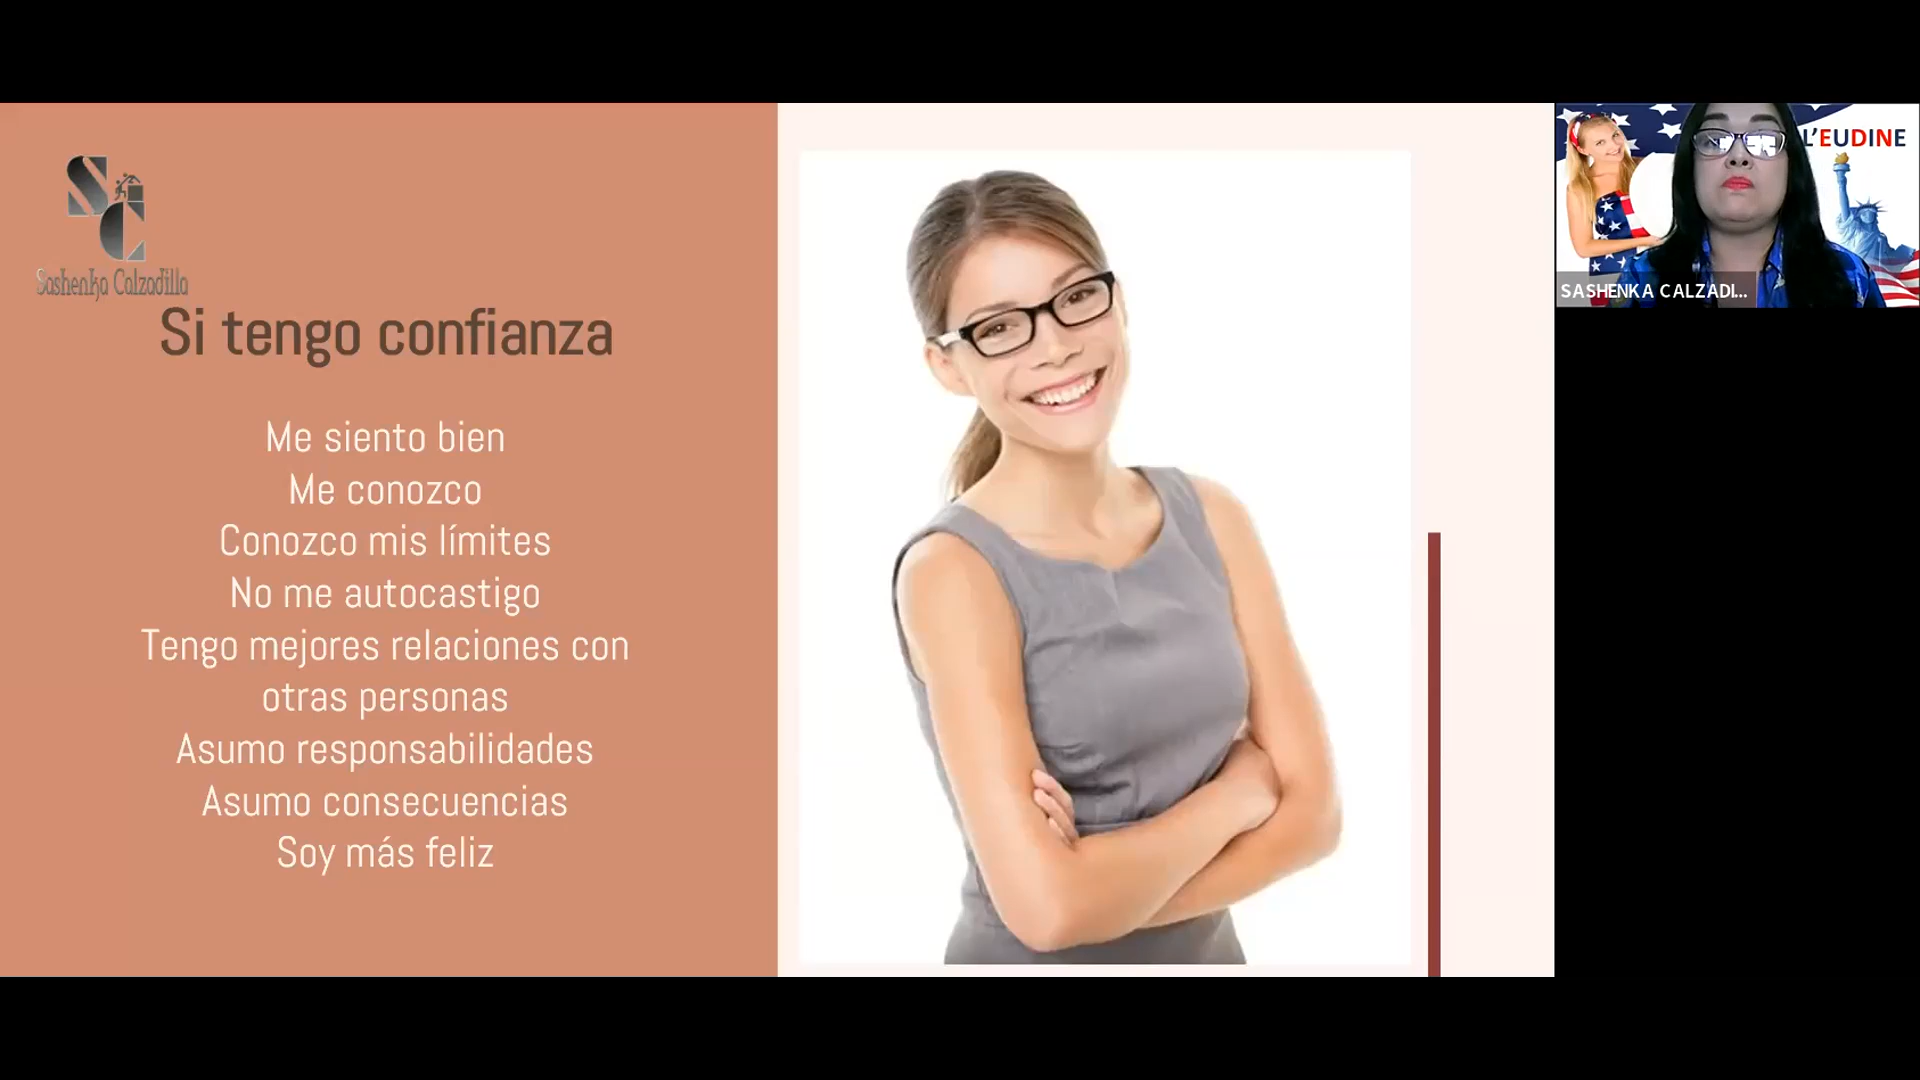 SC
Sashenka Calzadilla
Si tengo confianza
Me siento bien
Me conozco
Conozco mis límites
No me autocastigo
Tengo mejores relaciones con
otras personas
Asumo responsabilidades
Asumo consecuencias
Soy más feliz
L'EUDINE
SASHENKA CALZADI...